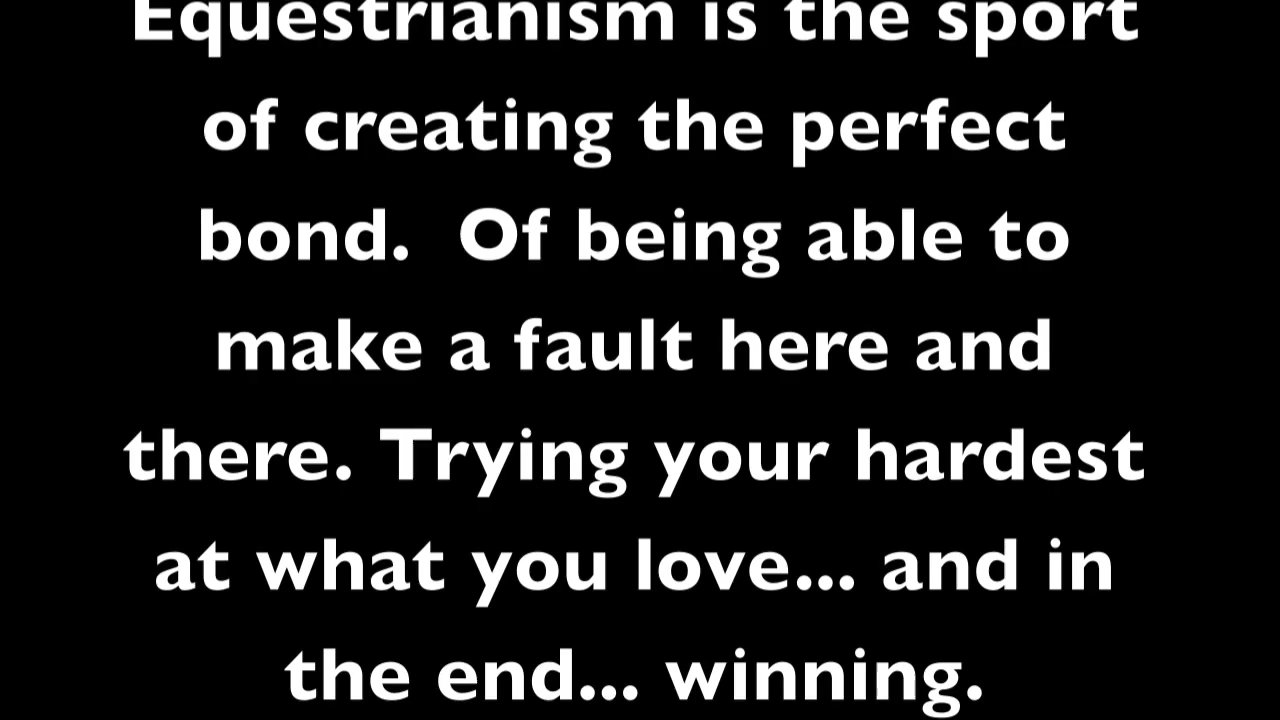 Equestrianism is the sport
of creating the perfect
bond.  Of being able to
make a fault here and
there. Trying your hardest
at what you love... and in
the end... winning.